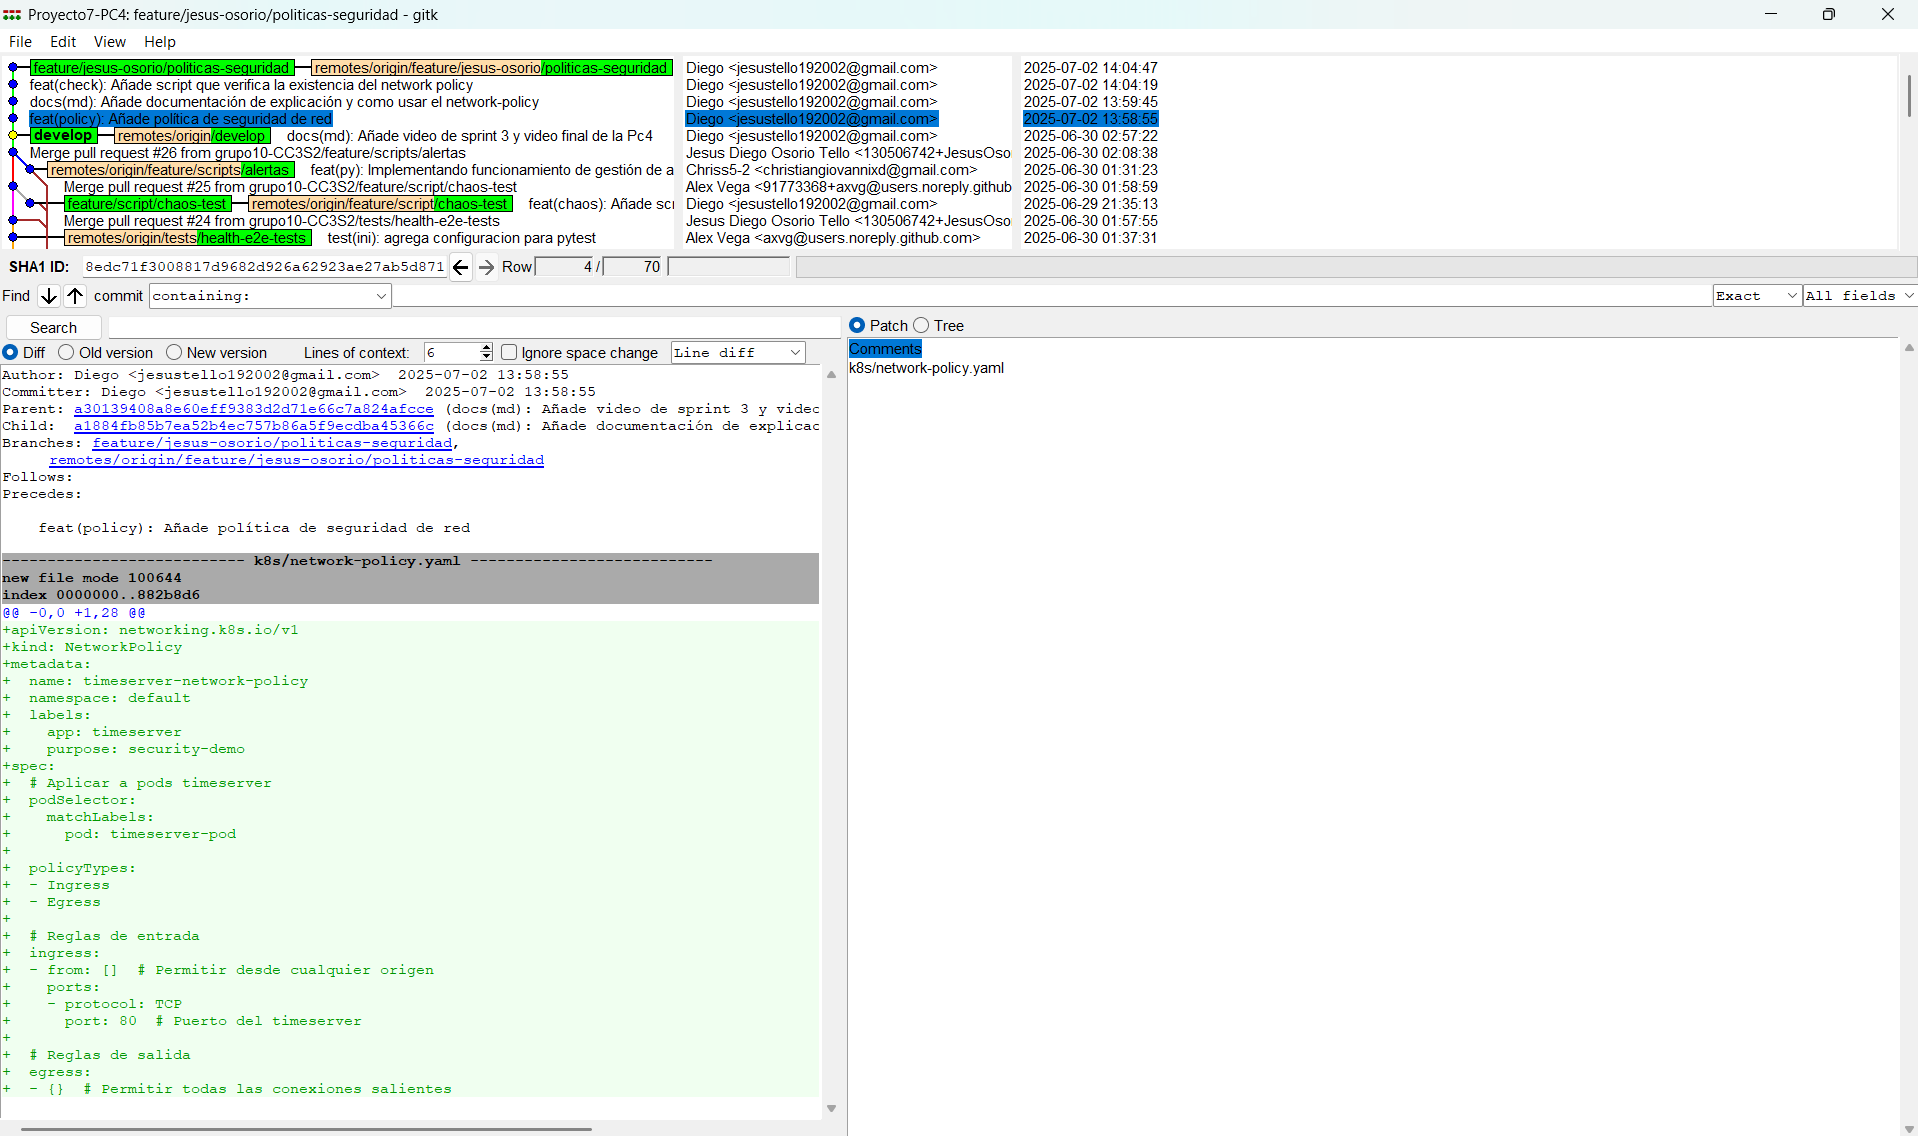 Proyecto7-PC4: feature/jesus-osorio/politicas-seguridad - gitk
File Edit View Help
feature/jesus-osorio/politicas-seguridad remotes/origin/feature/jesus-osorio/politicas-seguridad Diego <jesustello192002@gmail.com> 2025-07-02 14:04:47
feat(check): Añade script que verifica la existencia del network policy Diego <jesustello192002@gmail.com> 2025-07-02 14:04:19
docs(md): Añade documentación de explicación y como usar el network-policy Diego <jesustello192002@gmail.com> 2025-07-02 13:59:45
feat(policy): Añade política de seguridad de red Diego <jesustello192002@gmail.com> 2025-07-02 13:58:55
develop remotes/origin/develop docs(md): Añade video de sprint 3 y video final de la Pc4 Diego <jesustello192002@gmail.com> 2025-06-30 02:57:22
Merge pull request #26 from grupo10-CC3S2/feature/scripts/alertas Jesus Diego Osorio Tello <130506742+JesusOso 2025-06-30 02:08:38
remotes/origin/feature/scripts/alertas feat(py): Implementando funcionamiento de gestión de a Chriss5-2 <christiangiovannixd@gmail.com> 2025-06-30 01:31:23
Merge pull request #25 from grupo10-CC3S2/feature/script/chaos-test Alex Vega <91773368+axvg@users.noreply.github 2025-06-30 01:58:59
feature/script/chaos-test remotes/origin/feature/script/chaos-test feat(chaos): Añade scr Diego <jesustello192002@gmail.com> 2025-06-29 21:35:13
Merge pull request #24 from grupo10-CC3S2/tests/health-e2e-tests Jesus Diego Osorio Tello <130506742+JesusOso 2025-06-30 01:57:55
remotes/origin/tests/health-e2e-tests test(ini): agrega configuracion para pytest Alex Vega <axvg@users.noreply.github.com> 2025-06-30 01:37:31
SHA1 ID: 8edc71f3008817d9682d926a62923ae27ab5d871 Row 4 / 70
Find commit containing: Exact All fields
Search
Patch Tree
Diff Old version New version Lines of context: 6 Ignore space change Line diff
Comments
k8s/network-policy.yaml
Author: Diego <jesustello192002@gmail.com> 2025-07-02 13:58:55
Committer: Diego <jesustello192002@gmail.com> 2025-07-02 13:58:55
Parent: a30139408a8e60eff9383d2d71e66c7a824afcce (docs(md): Añade video de sprint 3 y videc
Child: a1884fb85b7ea52b4ec757b86a5f9ecdba45366c (docs(md): Añade documentación de explicac
Branches: feature/jesus-osorio/politicas-seguridad,
remotes/origin/feature/jesus-osorio/politicas-seguridad
Follows:
Precedes:
feat(policy): Añade política de seguridad de red
--------------------------- k8s/network-policy.yaml ---------------------------
new file mode 100644
index 0000000..882b8d6
@@ -0,0 +1,28 @@
+apiVersion: networking.k8s.io/v1
+kind: NetworkPolicy
+metadata:
+  name: timeserver-network-policy
+  namespace: default
+  labels:
+    app: timeserver
+    purpose: security-demo
+spec:
+  # Aplicar a pods timeserver
+  podSelector:
+    matchLabels:
+      pod: timeserver-pod
+
+  policyTypes:
+  - Ingress
+  - Egress
+
+  # Reglas de entrada
+  ingress:
+  - from: []  # Permitir desde cualquier origen
+    ports:
+    - protocol: TCP
+      port: 80  # Puerto del timeserver
+
+  # Reglas de salida
+  egress:
+  - {}  # Permitir todas las conexiones salientes